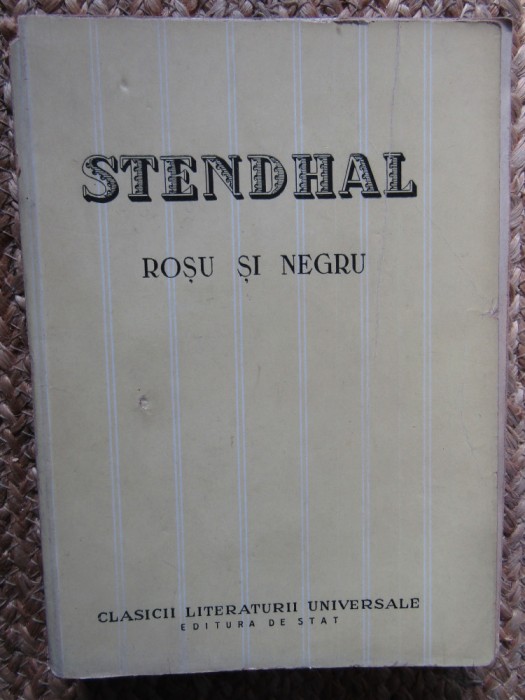 STENDHAL
ROȘU ȘI NEGRU
CLASICII LITERATURII UNIVERSALE
EDITURA DE STAT